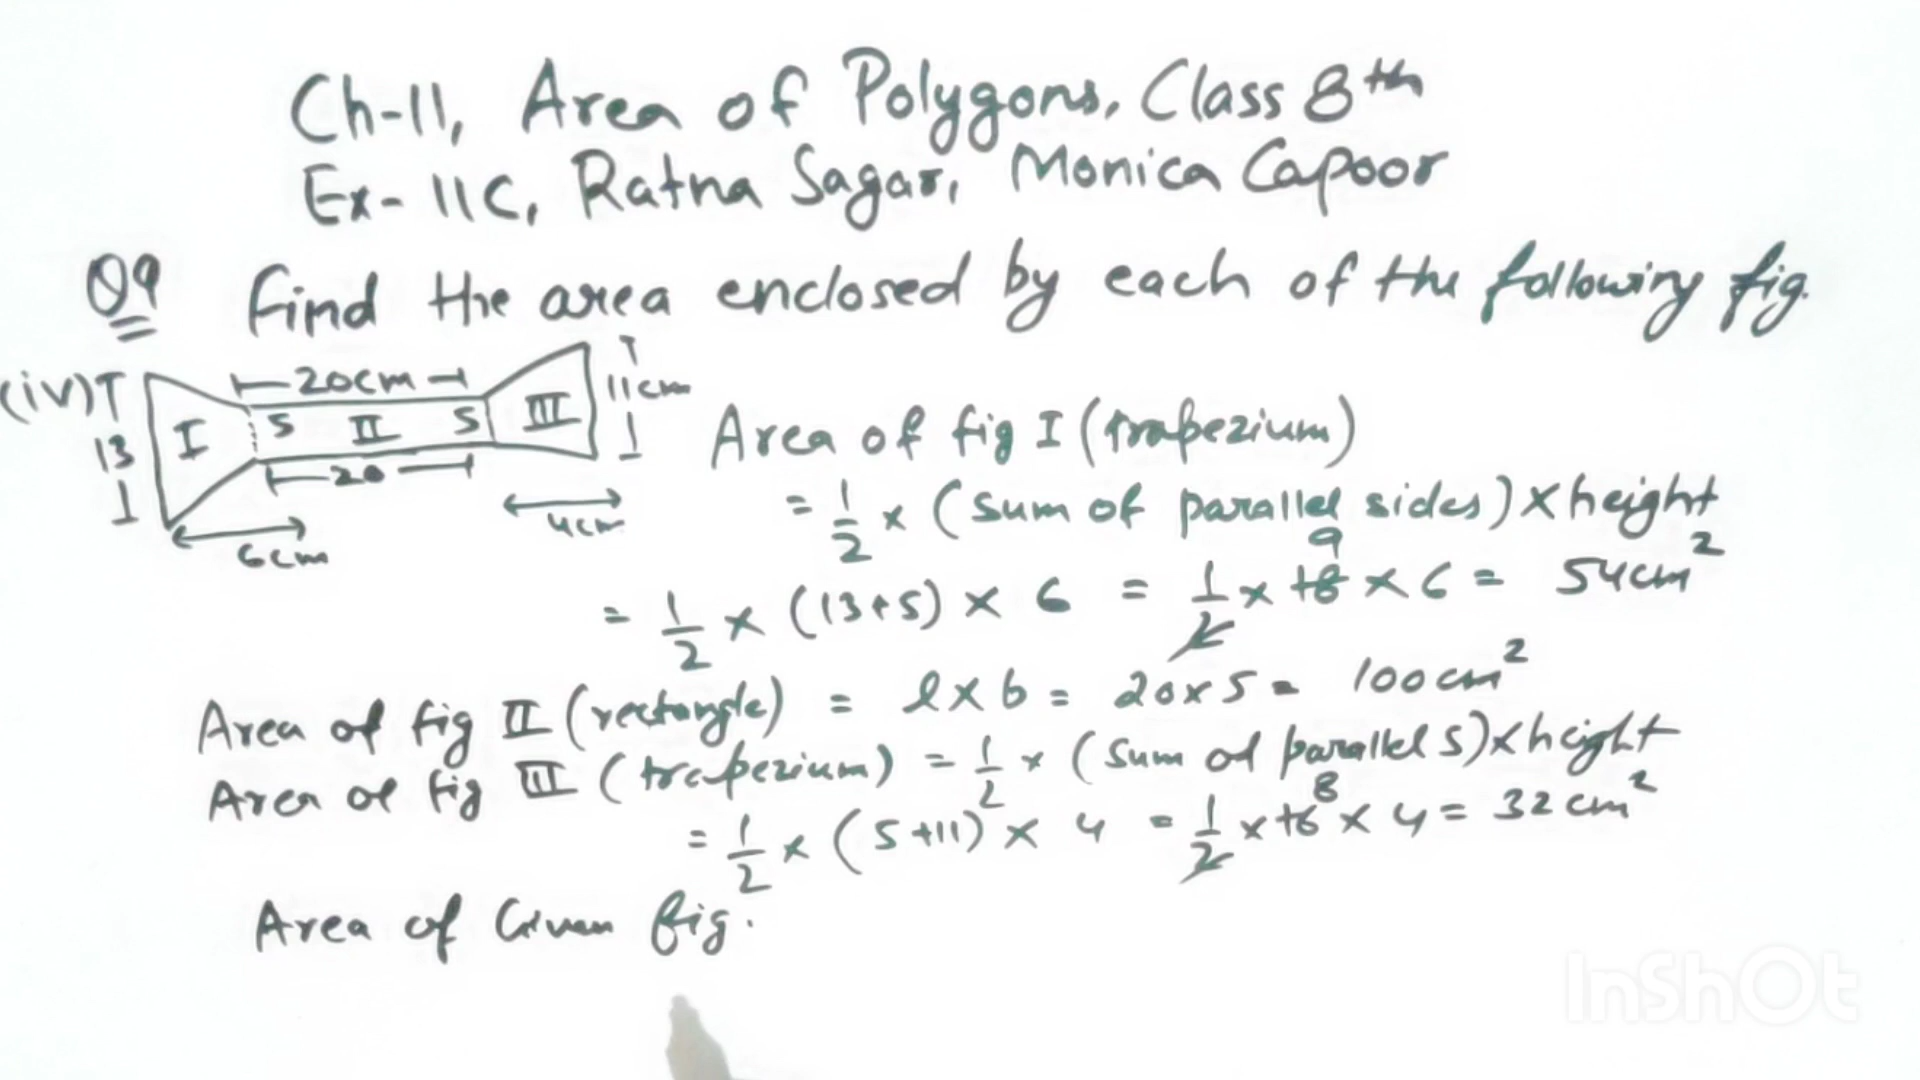 Ch-11, Area of Polygons, Class 8th
Ex- 11C, Ratna Sagar, Monica Capoor
Q9 Find the area enclosed by each of the following fig.
(iv) 13 I 6cm 20cm 5 II 5 20 III 11cm 4cm
Area of fig I (trapezium)
= 1/2 × (Sum of parallel sides) × height
= 1/2 × (13+5) × 6 = 1/2 × 18 9 × 6 = 54cm²
Area of fig II (rectangle) = l × b = 20×5 = 100cm²
Area of fig III (trapezium) = 1/2 × (Sum of parallel S) × height
= 1/2 × (5+11) × 4 = 1/2 × 16 8 × 4 = 32cm²
Area of Given fig.
InShOt